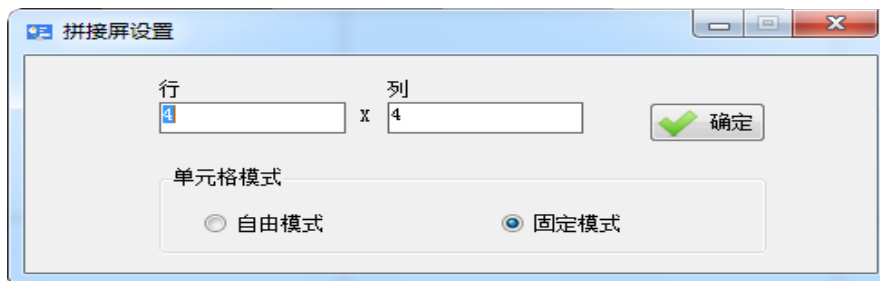 拼接屏设置
行 列
4 x 4 确定
单元格模式
自由模式 固定模式